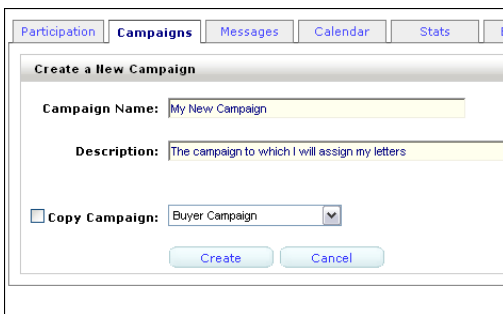 Participation Campaigns Messages Calendar Stats
Create a New Campaign
Campaign Name: My New Campaign
Description: The campaign to which I will assign my letters
Copy Campaign: Buyer Campaign
Create Cancel